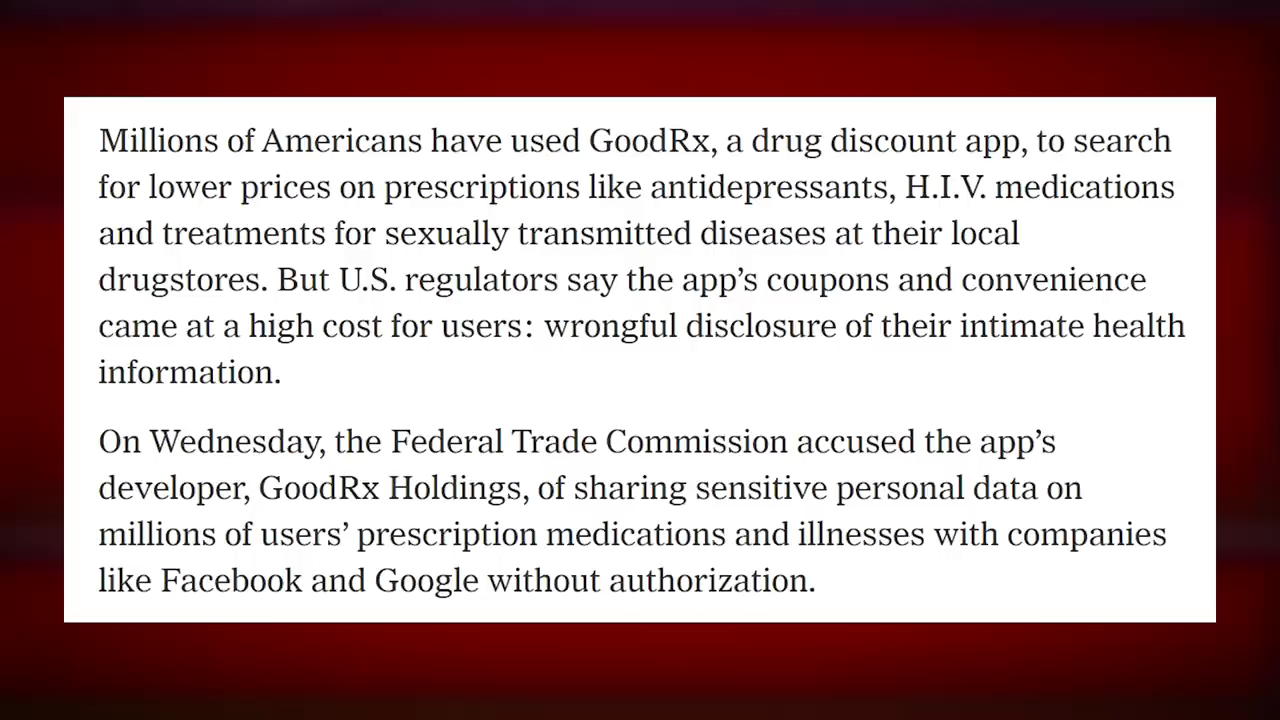 Millions of Americans have used GoodRx, a drug discount app, to search
for lower prices on prescriptions like antidepressants, H.I.V. medications
and treatments for sexually transmitted diseases at their local
drugstores. But U.S. regulators say the app’s coupons and convenience
came at a high cost for users: wrongful disclosure of their intimate health
information.
On Wednesday, the Federal Trade Commission accused the app’s
developer, GoodRx Holdings, of sharing sensitive personal data on
millions of users’ prescription medications and illnesses with companies
like Facebook and Google without authorization.